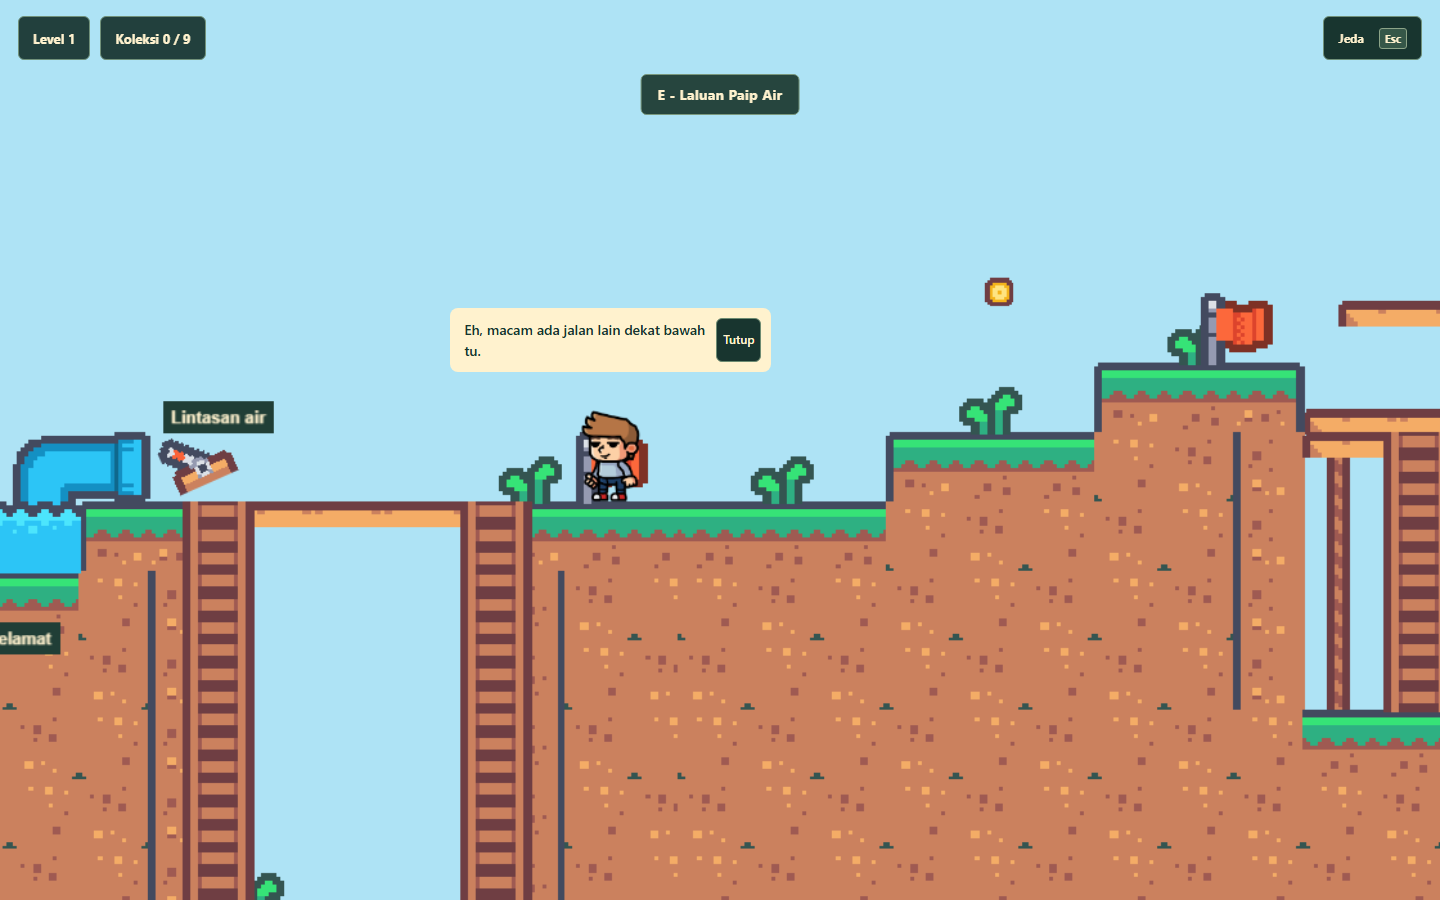 Level 1
Koleksi 0 / 9
Jeda Esc
E - Laluan Paip Air
Eh, macam ada jalan lain dekat bawah
tu.
Tutup
Lintasan air
elamat